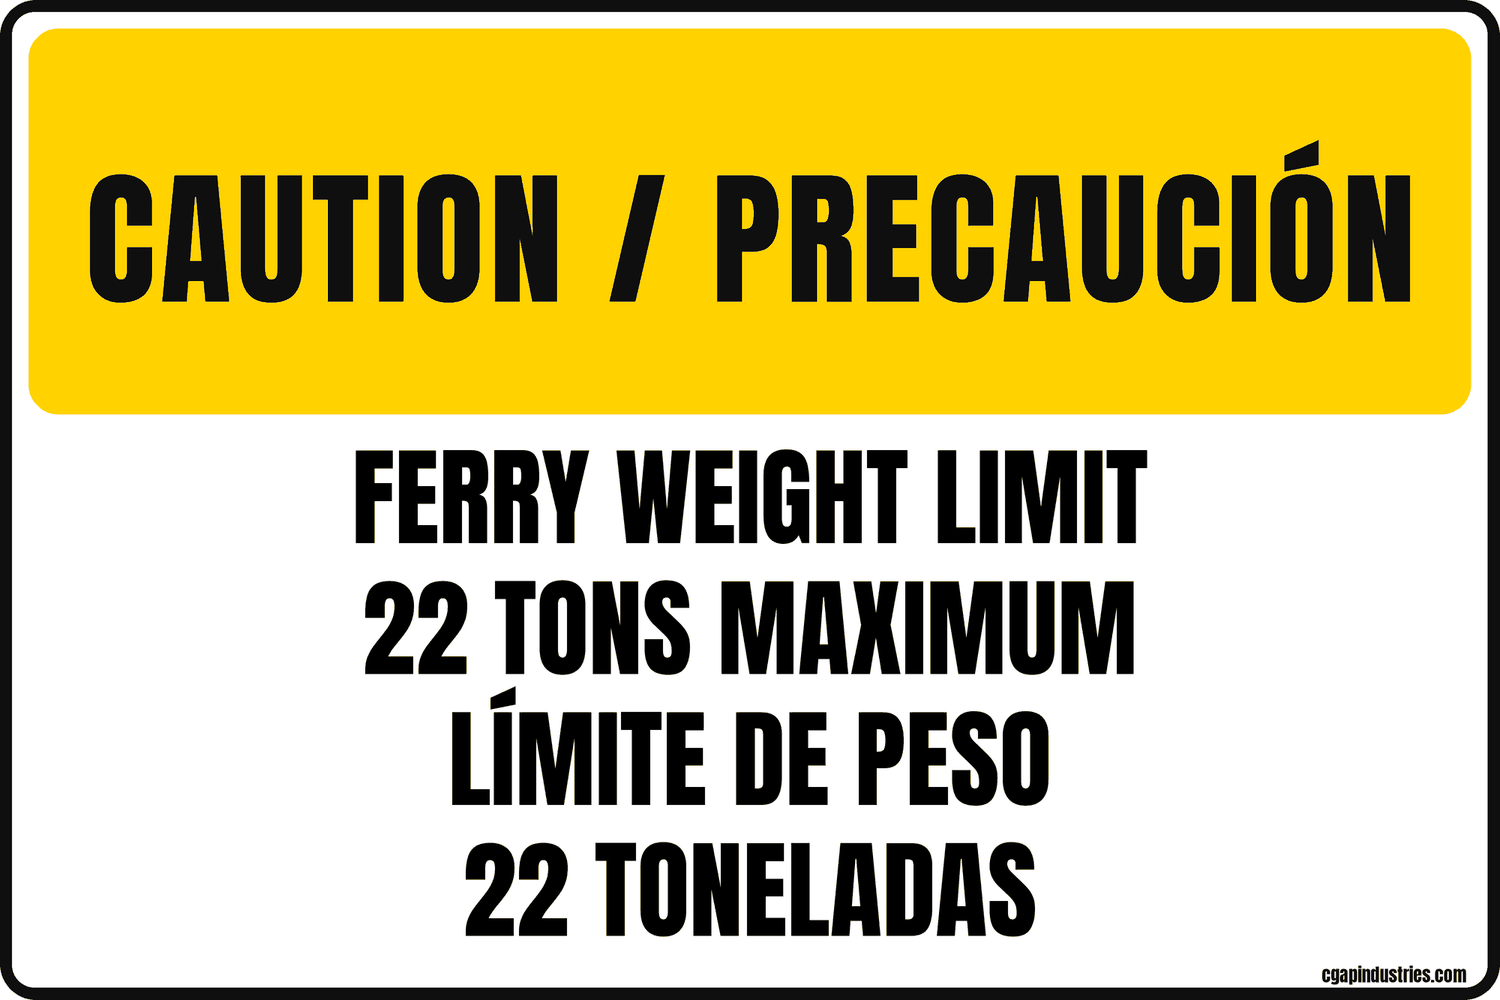 CAUTION / PRECAUCIÓN
FERRY WEIGHT LIMIT
22 TONS MAXIMUM
LÍMITE DE PESO
22 TONELADAS
cgapindustries.com